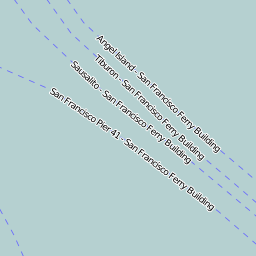 Angel Island - San Francisco Ferry Building
Tiburon - San Francisco Ferry Building
Sausalito - San Francisco Ferry Building
San Francisco Pier 41 - San Francisco Ferry Building